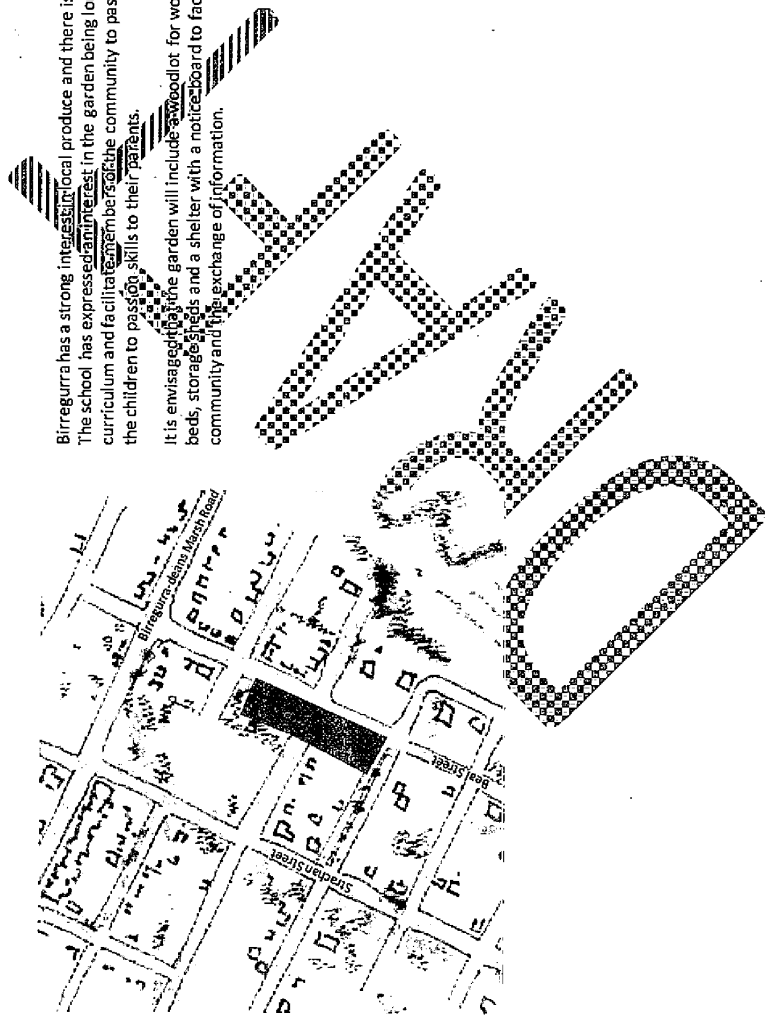 Birregurra has a strong interest in local produce and there is
The school has expressed an interest in the garden being lo
curriculum and facilitate members of the community to pas
the children to pass on skills to their parents.
It is envisaged that the garden will include a woodlot for wo
beds, storage sheds and a shelter with a notice board to fac
community and the exchange of information.
Birregurra-deans Marsh Road
Strachan Street
Beal Street
DRAFT